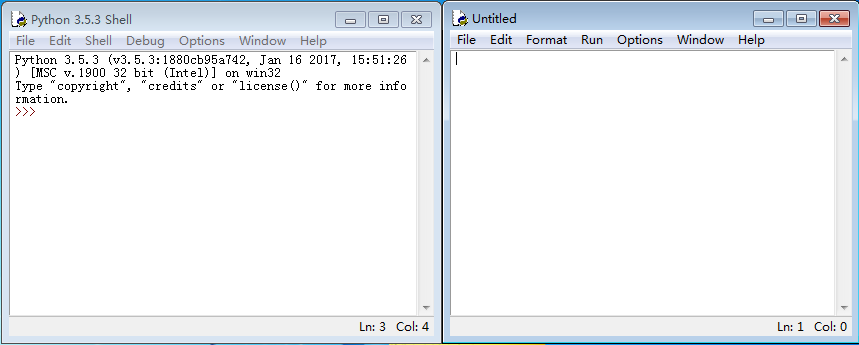 Python 3.5.3 Shell
File Edit Shell Debug Options Window Help
Python 3.5.3 (v3.5.3:1880cb95a742, Jan 16 2017, 15:51:26
) [MSC v.1900 32 bit (Intel)] on win32
Type "copyright", "credits" or "license()" for more info
rmation.
>>>
Ln: 3 Col: 4
Untitled
File Edit Format Run Options Window Help
Ln: 1 Col: 0